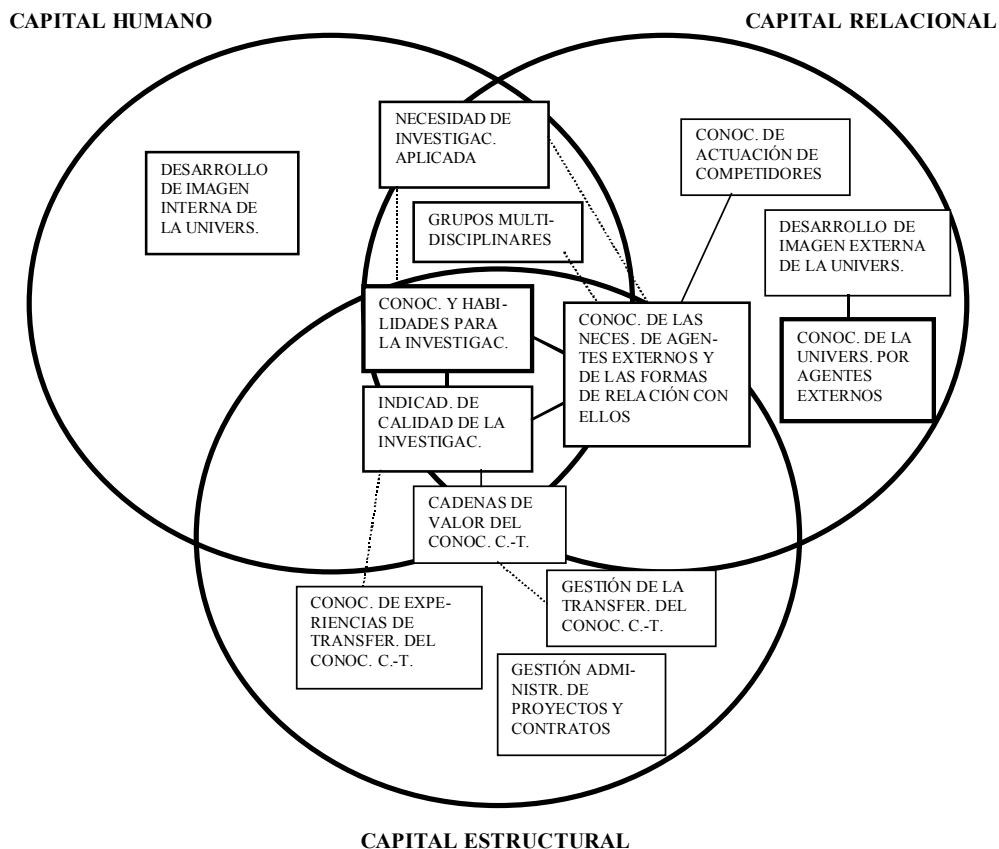 CAPITAL HUMANO
CAPITAL RELACIONAL
NECESIDAD DE
INVESTIGAC.
APLICADA
CONOC. DE
ACTUACIÓN DE
COMPETIDORES
DESARROLLO
DE IMAGEN
INTERNA DE
LA UNIVERS.
GRUPOS MULTI-
DISCIPLINARES
DESARROLLO DE
IMAGEN EXTERNA
DE LA UNIVERS.
CONOC. Y HABI-
LIDADES PARA
LA INVESTIGAC.
CONOC. DE LAS
NECES. DE AGEN-
TES EXTERNOS Y
DE LAS FORMAS
DE RELACIÓN CON
ELLOS
CONOC. DE LA
UNIVERS. POR
AGENTES
EXTERNOS
INDICAD. DE
CALIDAD DE LA
INVESTIGAC.
CADENAS DE
VALOR DEL
CONOC. C.-T.
CONOC. DE EXPE-
RIENCIAS DE
TRANSFER. DEL
CONOC. C.-T.
GESTIÓN DE LA
TRANSFER. DEL
CONOC. C.-T.
GESTIÓN ADMI-
NISTR. DE
PROYECTOS Y
CONTRATOS
CAPITAL ESTRUCTURAL